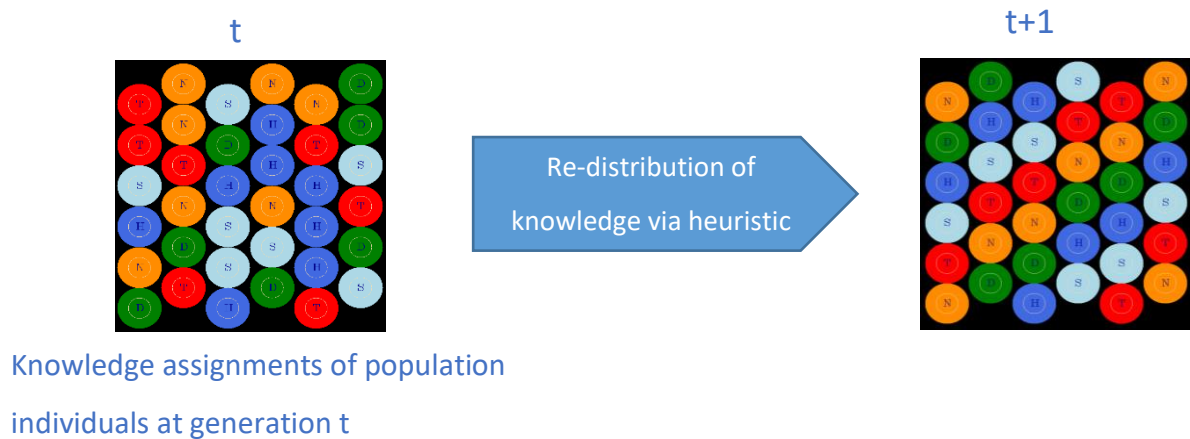 t
N N D
T S N
N H D
T D T
T H S
S H H
N N T
H S H
D S D
N S H
T D S
D H T
Re-distribution of
knowledge via heuristic
t+1
D S N
N H T
H T D
D S N
S N H
H T D
T D S
S N H
N H T
T D S
D S N
N H T
Knowledge assignments of population
individuals at generation t